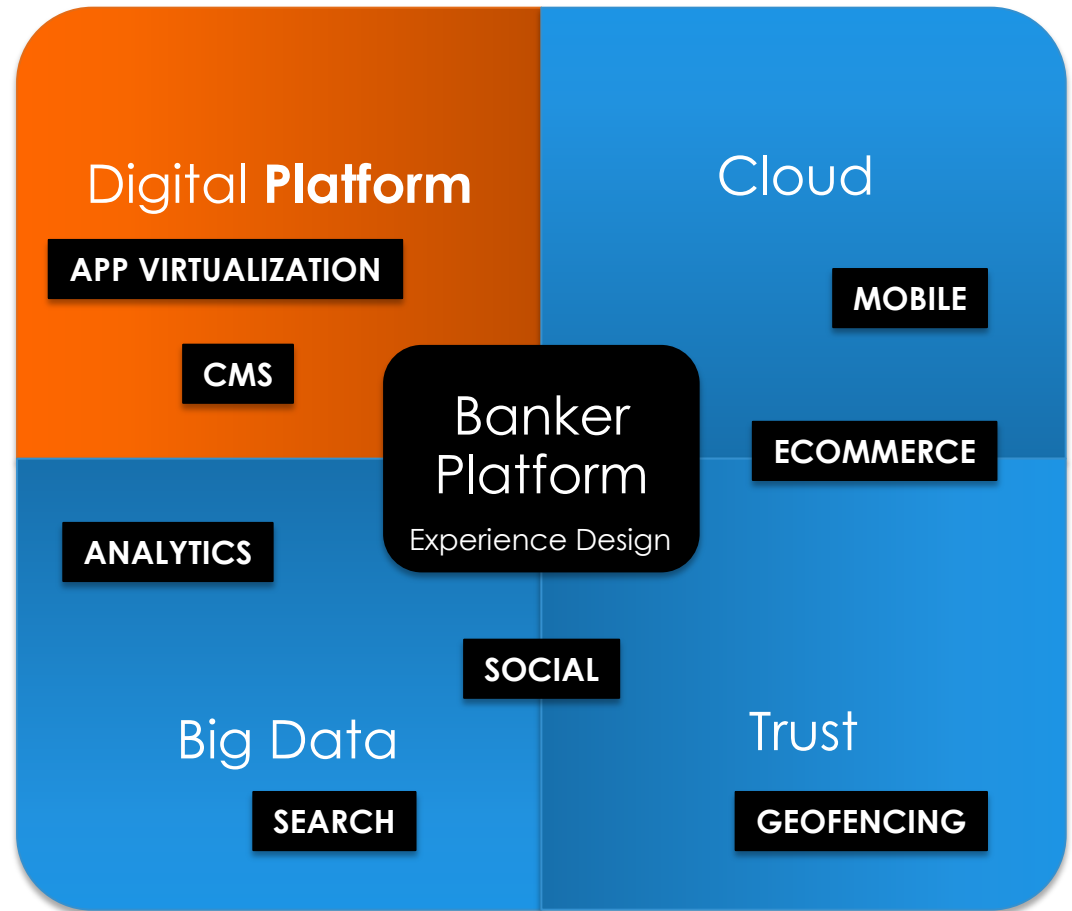 Digital Platform
APP VIRTUALIZATION
CMS
Cloud
MOBILE
ECOMMERCE
Banker
Platform
Experience Design
ANALYTICS
SOCIAL
Big Data
SEARCH
Trust
GEOFENCING